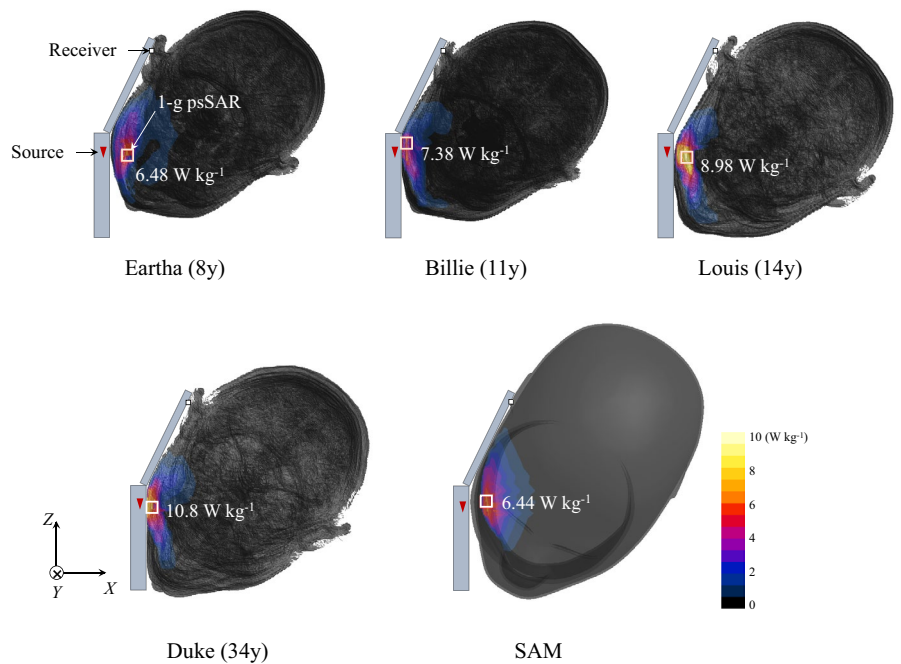 Receiver
1-g psSAR
Source
6.48 W kg⁻¹
7.38 W kg⁻¹
8.98 W kg⁻¹
Eartha (8y)
Billie (11y)
Louis (14y)
10.8 W kg⁻¹
6.44 W kg⁻¹
10 (W kg⁻¹)
8
6
4
2
0
Z
Y
X
Duke (34y)
SAM